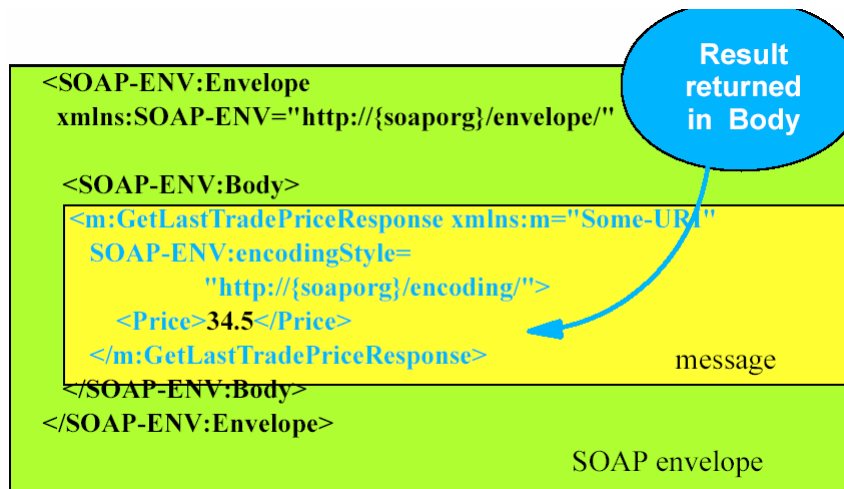 Result
returned
in Body
<SOAP-ENV:Envelope
xmlns:SOAP-ENV="http://{soaporg}/envelope/"
<SOAP-ENV:Body>
<m:GetLastTradePriceResponse xmlns:m="Some-URI"
SOAP-ENV:encodingStyle=
"http://{soaporg}/encoding/">
<Price>34.5</Price>
</m:GetLastTradePriceResponse>
message
</SOAP-ENV:Body>
</SOAP-ENV:Envelope>
SOAP envelope